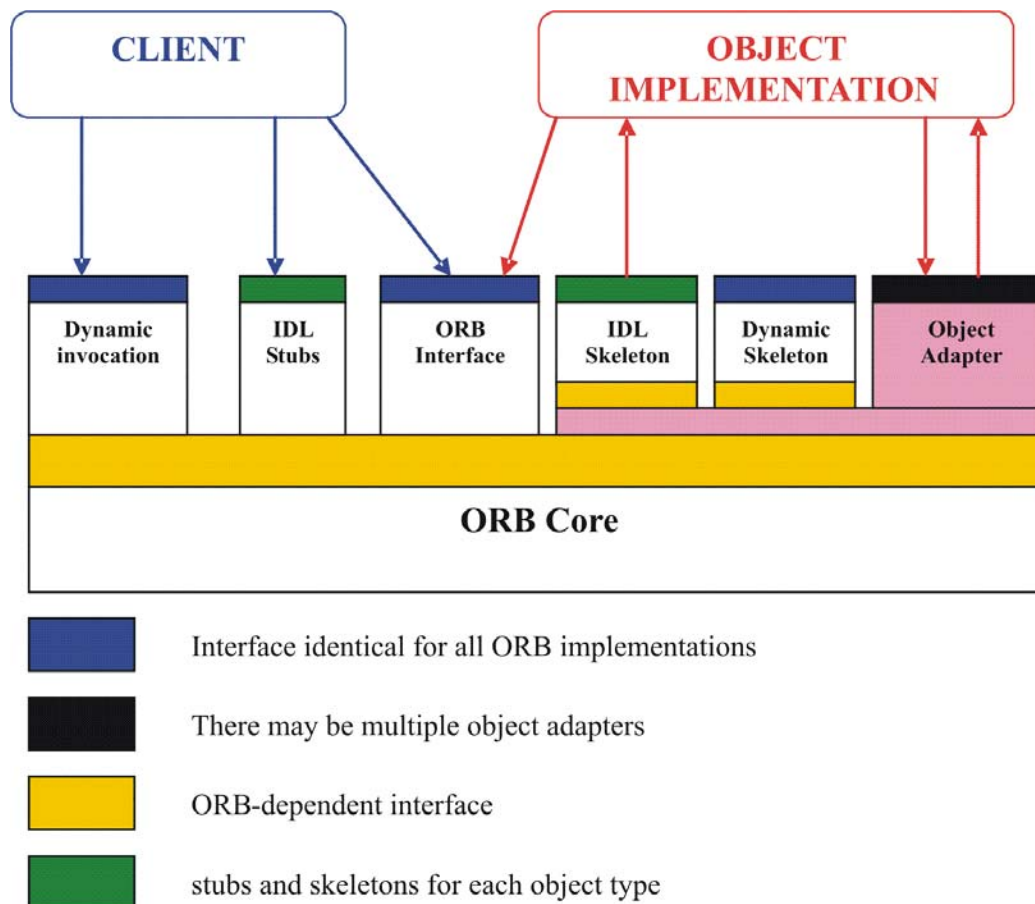 CLIENT
OBJECT
IMPLEMENTATION
Dynamic
invocation
IDL
Stubs
ORB
Interface
IDL
Skeleton
Dynamic
Skeleton
Object
Adapter
ORB Core
Interface identical for all ORB implementations
There may be multiple object adapters
ORB-dependent interface
stubs and skeletons for each object type